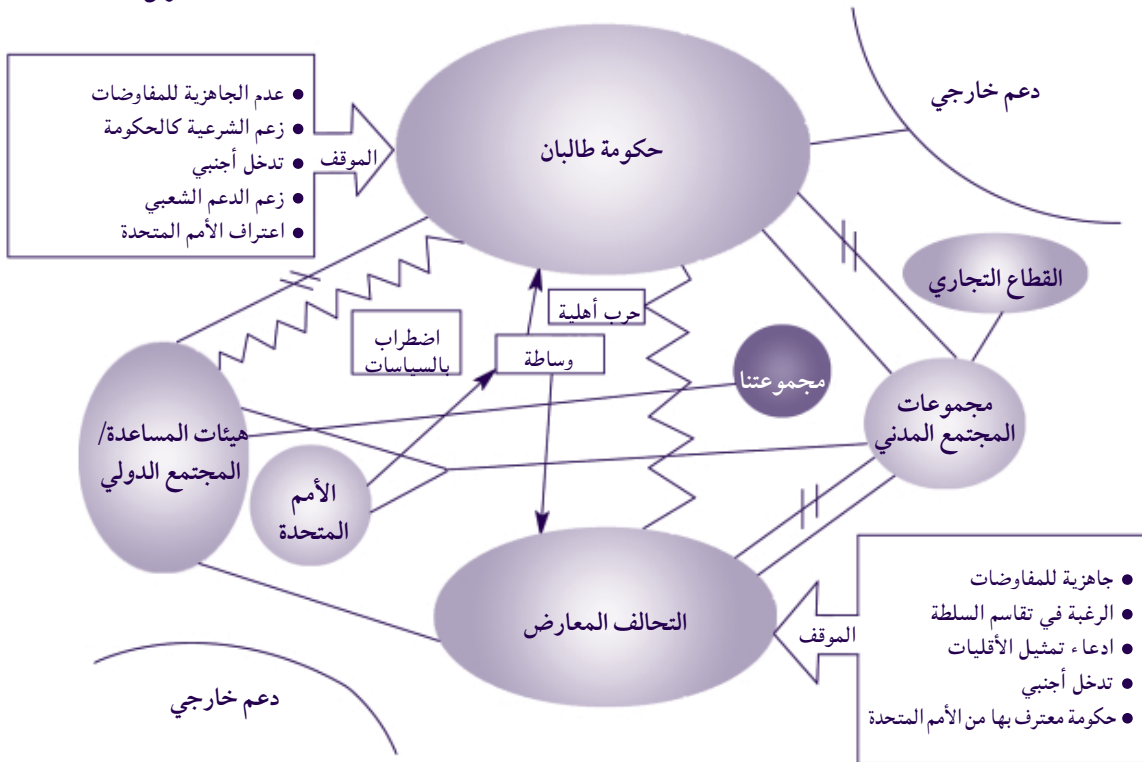 ● عدم الجاهزية للمفاوضات
● زعم الشرعية كالحكومة
● تدخل أجنبي
● زعم الدعم الشعبي
● اعتراف الأمم المتحدة
الموقف
حكومة طالبان
دعم خارجي
القطاع التجاري
حرب أهلية
اضطراب
بالسياسات
وساطة
مجموعتنا
مجموعات
المجتمع المدني
هيئات المساعدة/
المجتمع الدولي
الأمم
المتحدة
التحالف المعارض
الموقف
● جاهزية للمفاوضات
● الرغبة في تقاسم السلطة
● ادعاء تمثيل الأقليات
● تدخل أجنبي
● حكومة معترف بها من الأمم المتحدة
دعم خارجي